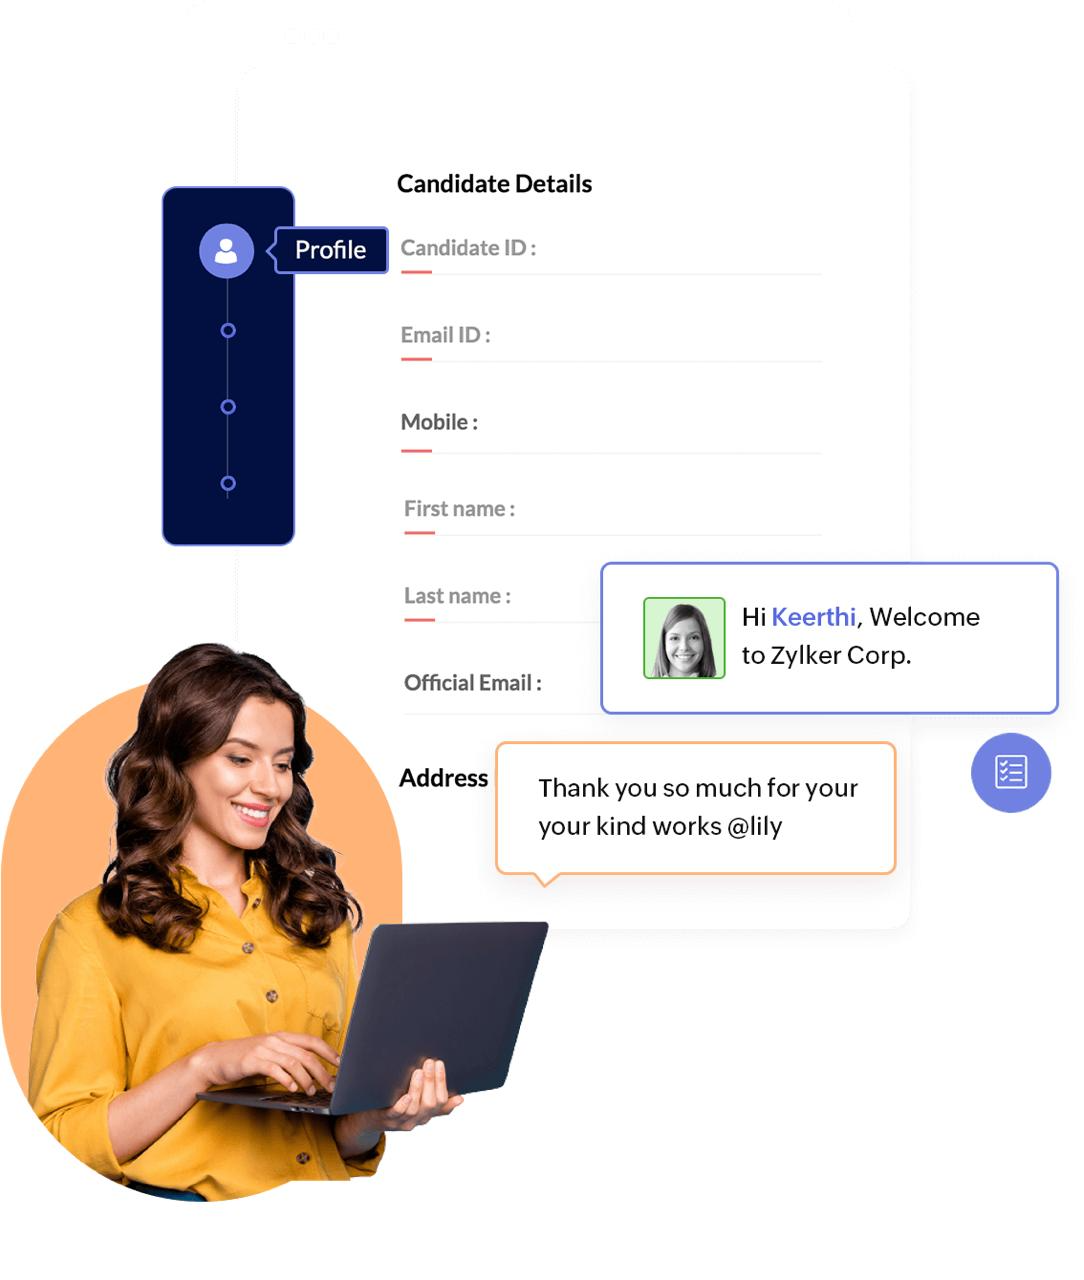 Candidate Details
Profile
Candidate ID :
Email ID :
Mobile :
First name :
Last name :
Hi Keerthi, Welcome
to Zylker Corp.
Official Email :
Address
Thank you so much for your
your kind works @lily